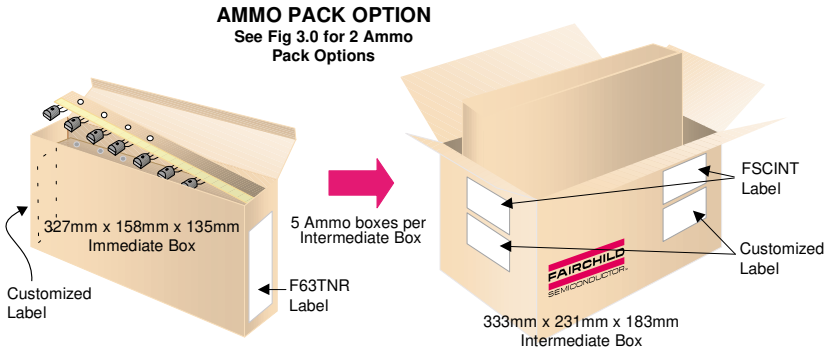 AMMO PACK OPTION
See Fig 3.0 for 2 Ammo
Pack Options
327mm x 158mm x 135mm
Immediate Box
Customized
Label
F63TNR
Label
5 Ammo boxes per
Intermediate Box
FSCINT
Label
Customized
Label
FAIRCHILD
SEMICONDUCTOR™
333mm x 231mm x 183mm
Intermediate Box